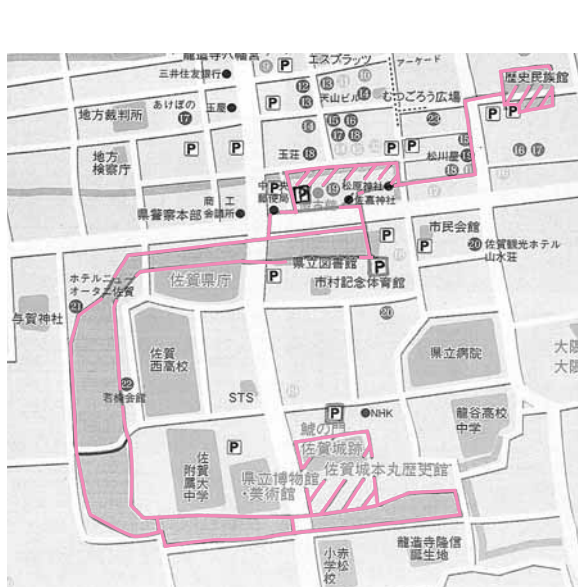 龍造寺八幡宮
エスプラッツ
アーケード
三井住友銀行
歴史民族館
天山ビル
むつごろう広場
あけぼの
玉屋
地方裁判所
地方
検察庁
玉荘
松川屋
中央
郵便局
松原神社
佐嘉神社
県警察本部
商工
会議所
市民会館
佐賀観光ホテル
山水荘
県立図書館
ホテルニュー
オータニ佐賀
佐賀県庁
市村記念体育館
与賀神社
佐賀
西高校
県立病院
大隈
大隈
若楠会館
STS
NHK
龍谷高校
中学
鯱の門
佐賀城跡
佐賀城本丸歴史館
佐大
賀附
属
中学
県立博物館
・美術館
赤松
小学校
龍造寺隆信
誕生地